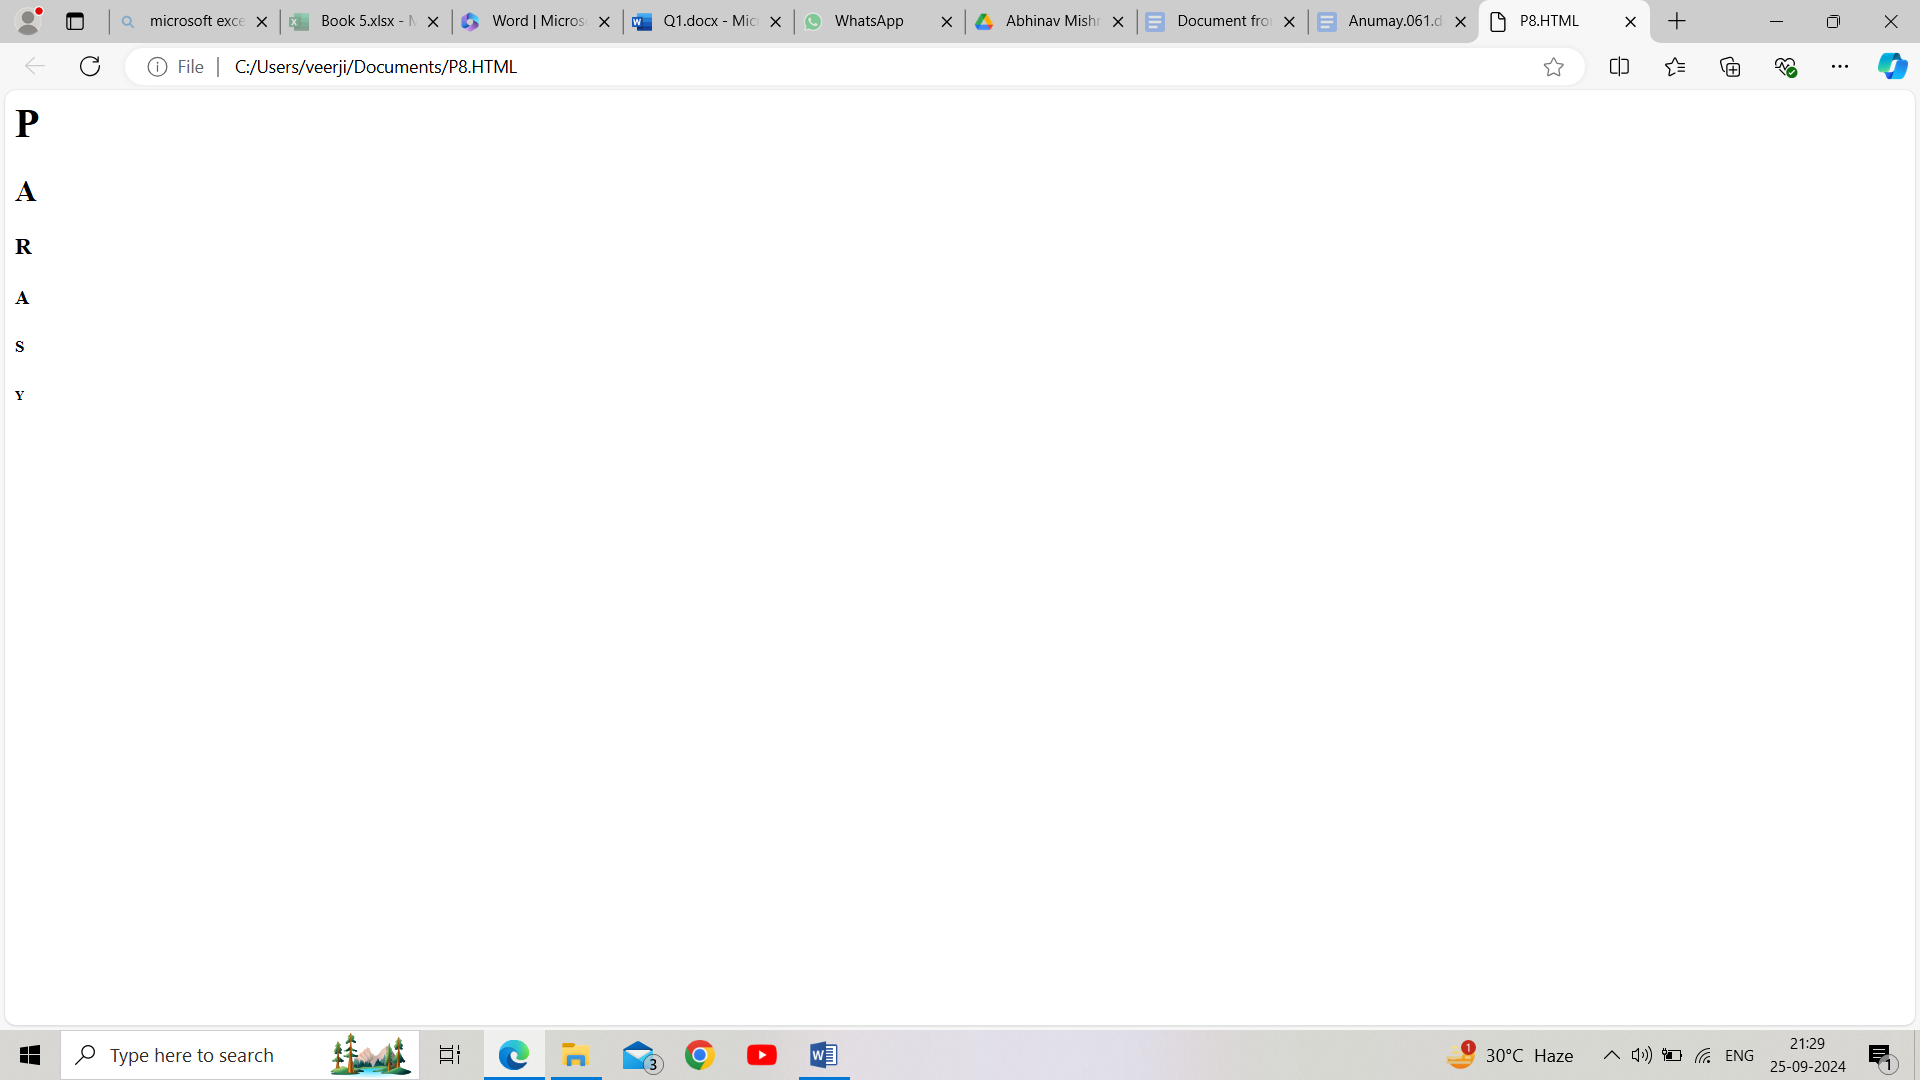 microsoft exce
Book 5.xlsx - M
Word | Micros
Q1.docx - Mic
WhatsApp
Abhinav Mishr
Document fro
Anumay.061.d
P8.HTML
File
C:/Users/veerji/Documents/P8.HTML
P
A
R
A
S
Y
Type here to search
3
1
30°C Haze
ENG
21:29
25-09-2024
1